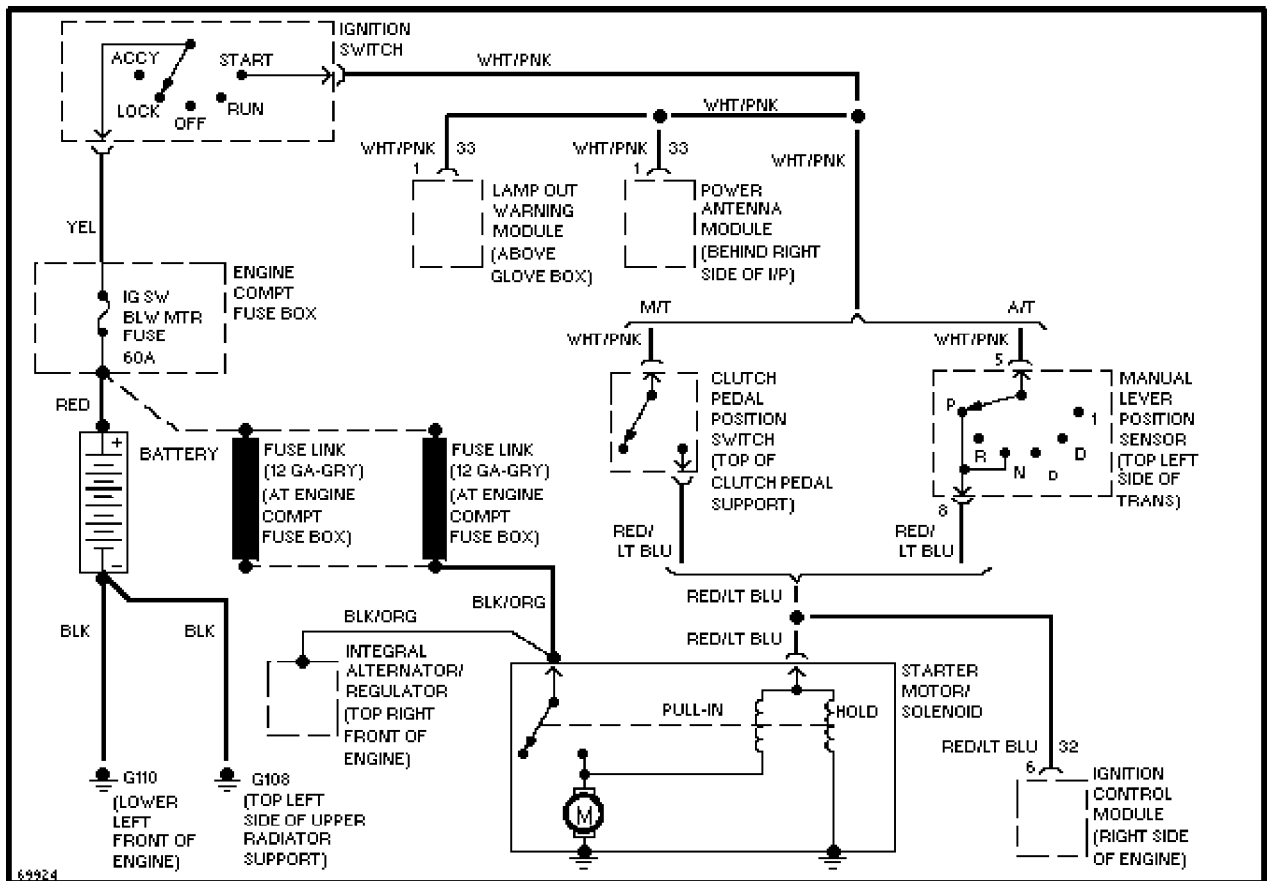 IGNITION
SWITCH
ACCY
START
LOCK
OFF
RUN
WHT/PNK
WHT/PNK
WHT/PNK
WHT/PNK 33
1
WHT/PNK 33
1
LAMP OUT
WARNING
MODULE
(ABOVE
GLOVE BOX)
POWER
ANTENNA
MODULE
(BEHIND RIGHT
SIDE OF I/P)
YEL
ENGINE
COMPT
FUSE BOX
IG SW
BLW MTR
FUSE
60A
RED
+
-
BATTERY
FUSE LINK
(12 GA-GRY)
(AT ENGINE
COMPT
FUSE BOX)
FUSE LINK
(12 GA-GRY)
(AT ENGINE
COMPT
FUSE BOX)
M/T
A/T
WHT/PNK
WHT/PNK
5
CLUTCH
PEDAL
POSITION
SWITCH
(TOP OF
CLUTCH PEDAL
SUPPORT)
P
R
N
D
D
1
MANUAL
LEVER
POSITION
SENSOR
(TOP LEFT
SIDE OF
TRANS)
8
RED/
LT BLU
RED/
LT BLU
RED/LT BLU
RED/LT BLU
BLK
BLK
BLK/ORG
BLK/ORG
INTEGRAL
ALTERNATOR/
REGULATOR
(TOP RIGHT
FRONT OF
ENGINE)
PULL-IN
HOLD
M
STARTER
MOTOR/
SOLENOID
RED/LT BLU 32
6
IGNITION
CONTROL
MODULE
(RIGHT SIDE
OF ENGINE)
G110
(LOWER
LEFT
FRONT OF
ENGINE)
G108
(TOP LEFT
SIDE OF UPPER
RADIATOR
SUPPORT)
69924